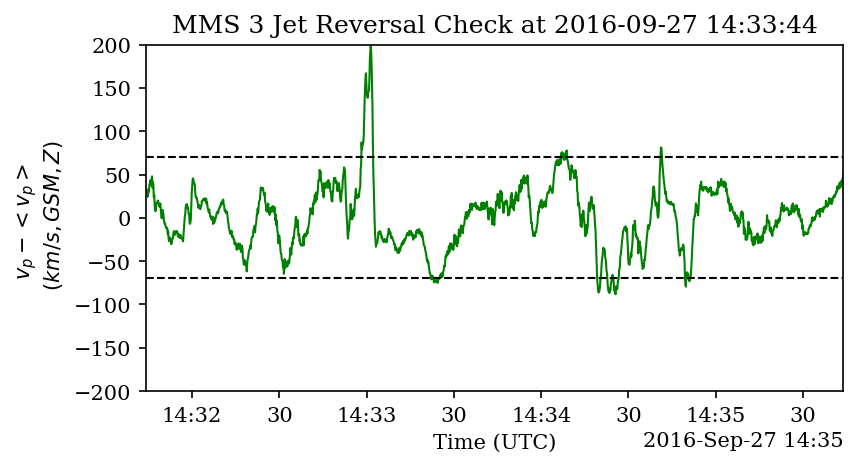 MMS 3 Jet Reversal Check at 2016-09-27 14:33:44
v_p − < v_p >
(km/s, GSM, Z)
200
150
100
50
0
−50
−100
−150
−200
14:32 30 14:33 30 14:34 30 14:35 30
Time (UTC)
2016-Sep-27 14:35